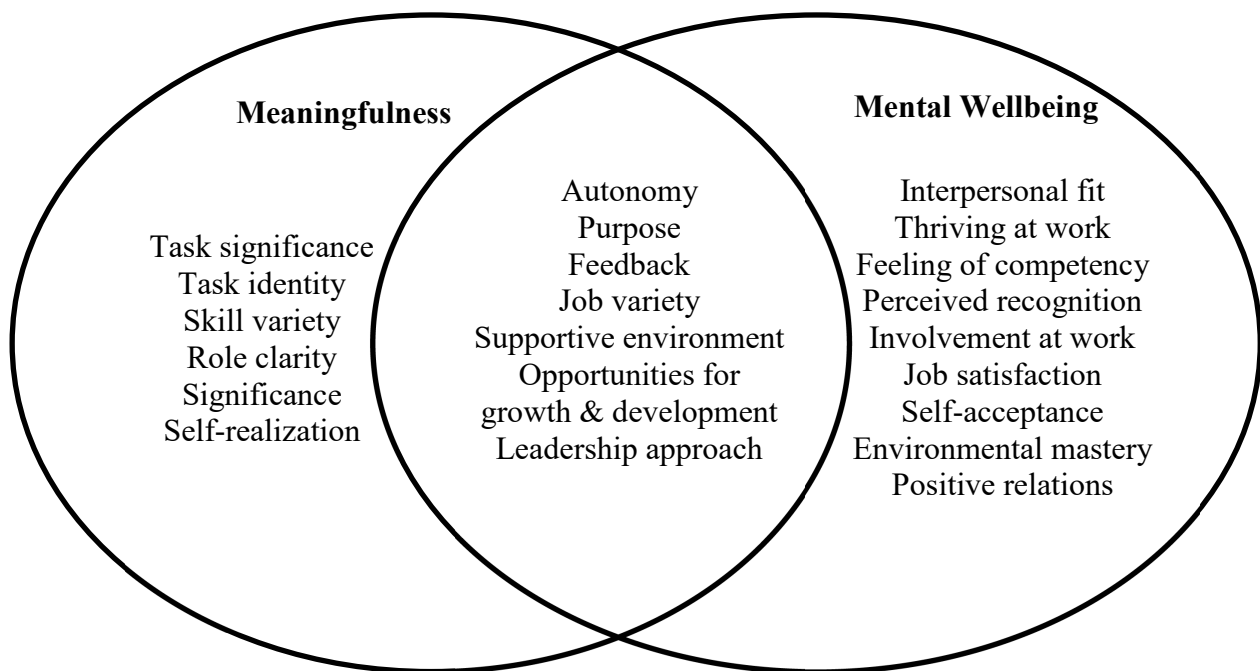 Meaningfulness
Task significance
Task identity
Skill variety
Role clarity
Significance
Self-realization
Autonomy
Purpose
Feedback
Job variety
Supportive environment
Opportunities for
growth & development
Leadership approach
Mental Wellbeing
Interpersonal fit
Thriving at work
Feeling of competency
Perceived recognition
Involvement at work
Job satisfaction
Self-acceptance
Environmental mastery
Positive relations